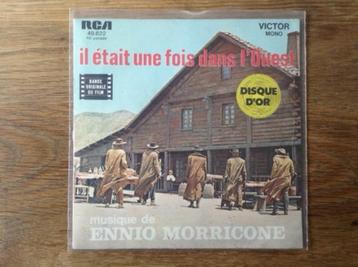 RCA
49.622
VICTOR
MONO
il était une fois dans l'Ouest
BANDE
ORIGINALE
DU FILM
DISQUE
D'OR
musique de
ENNIO MORRICONE